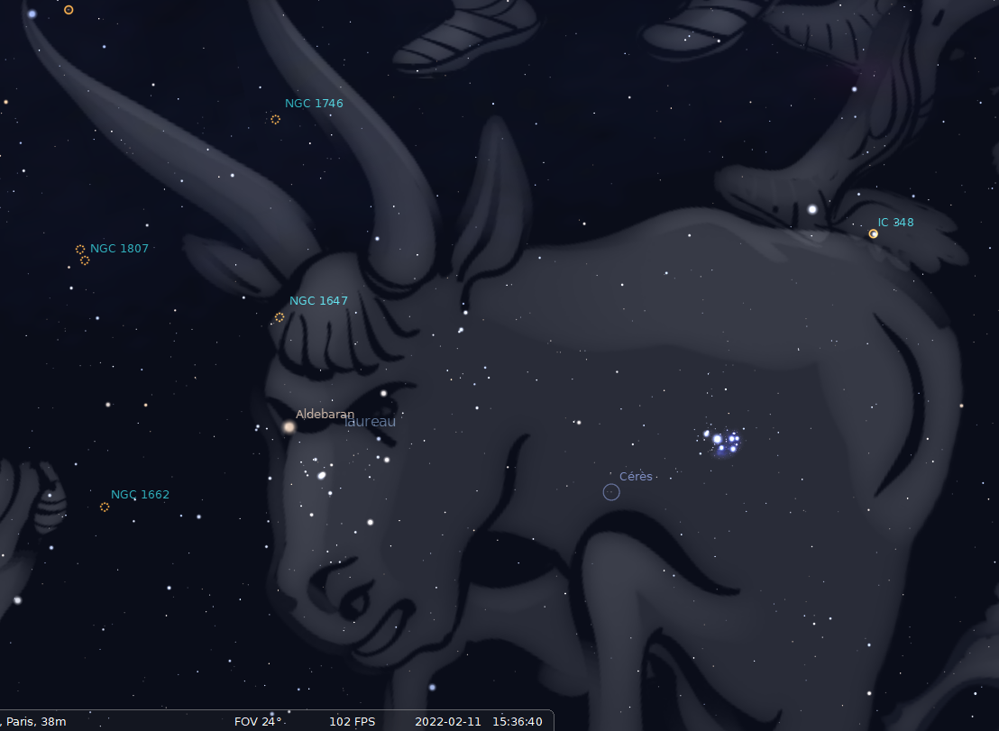 NGC 1746
IC 348
NGC 1807
NGC 1647
Aldebaran
Taureau
Cérès
NGC 1662
, Paris, 38m FOV 24° 102 FPS 2022-02-11 15:36:40